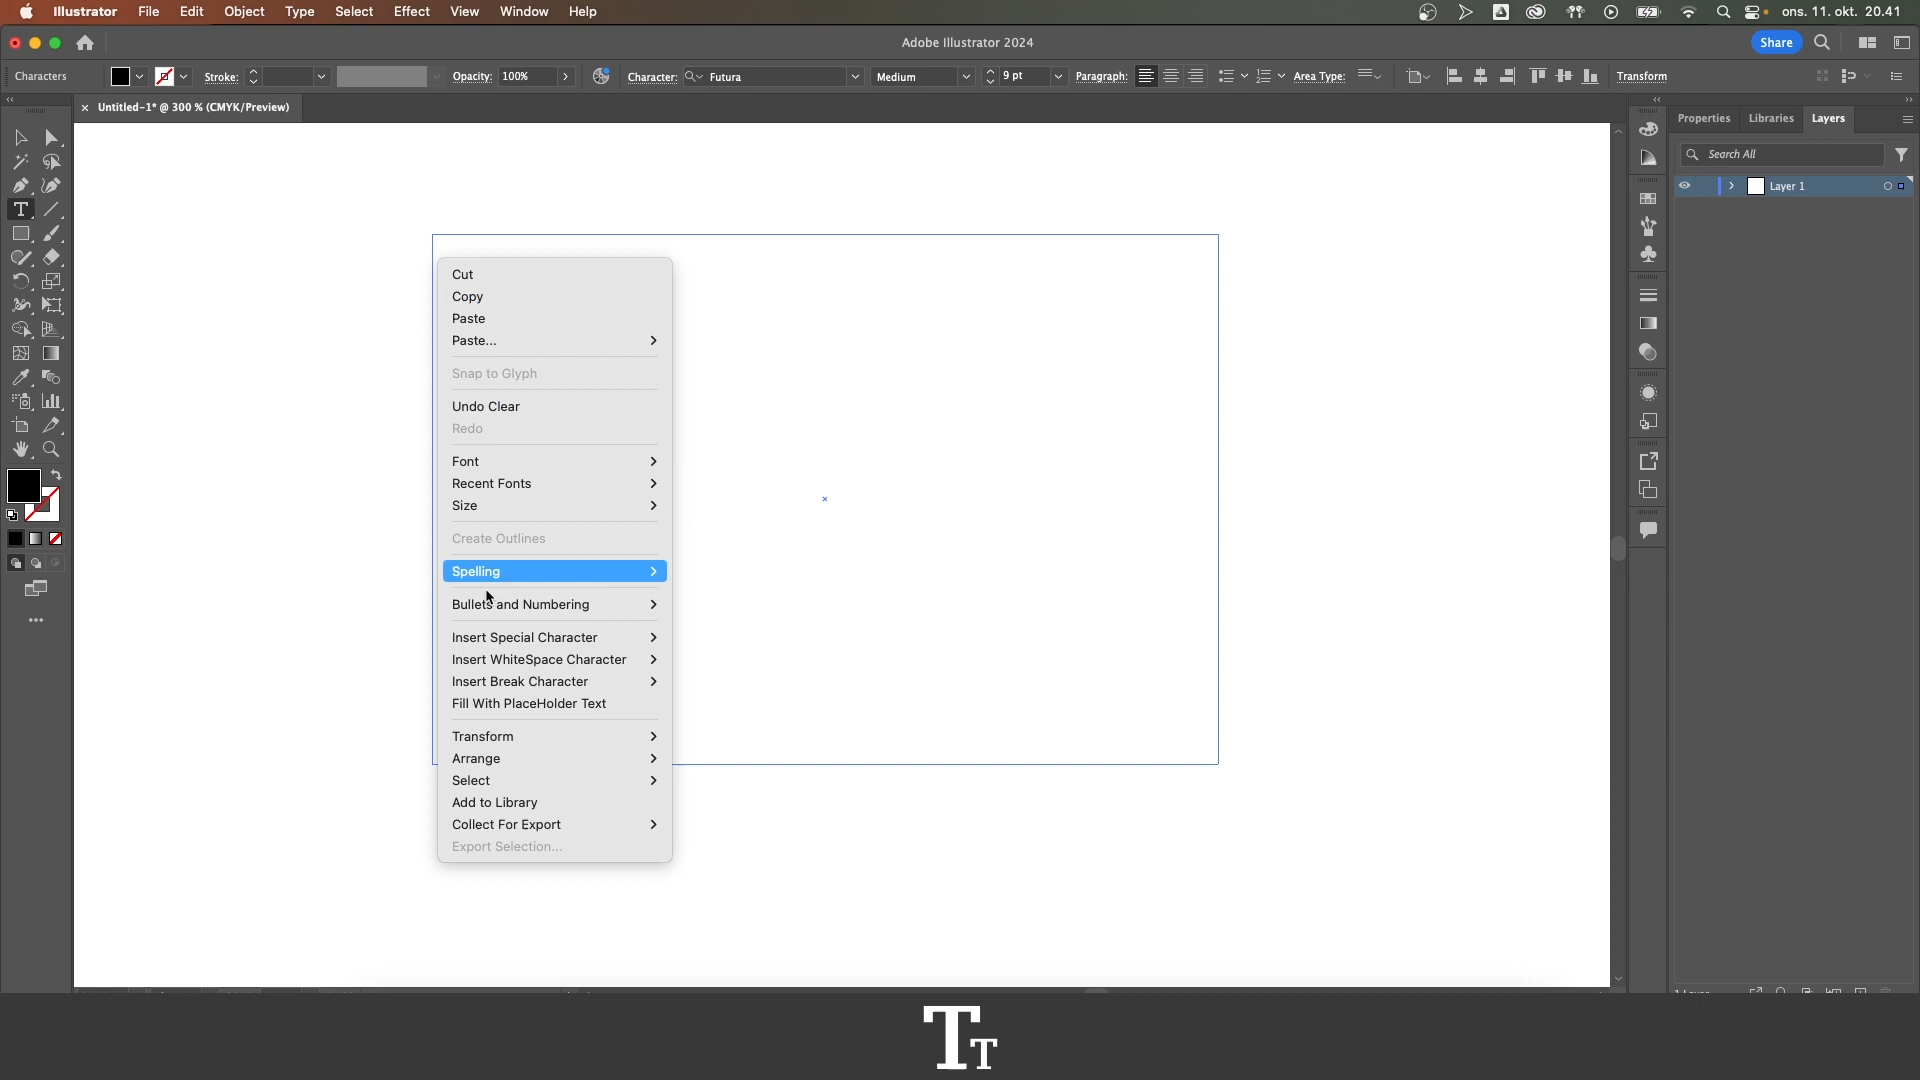 Illustrator File Edit Object Type Select Effect View Window Help ons. 11. okt. 20.41
Adobe Illustrator 2024 Share
Characters Stroke: Opacity: 100% Character: Futura Medium 9 pt Paragraph: Area Type: Transform
× Untitled-1* @ 300 % (CMYK/Preview)
Properties Libraries Layers
Search All
Layer 1
Cut
Copy
Paste
Paste...
Snap to Glyph
Undo Clear
Redo
Font
Recent Fonts
Size
Create Outlines
Spelling
Bullets and Numbering
Insert Special Character
Insert WhiteSpace Character
Insert Break Character
Fill With PlaceHolder Text
Transform
Arrange
Select
Add to Library
Collect For Export
Export Selection...
TT